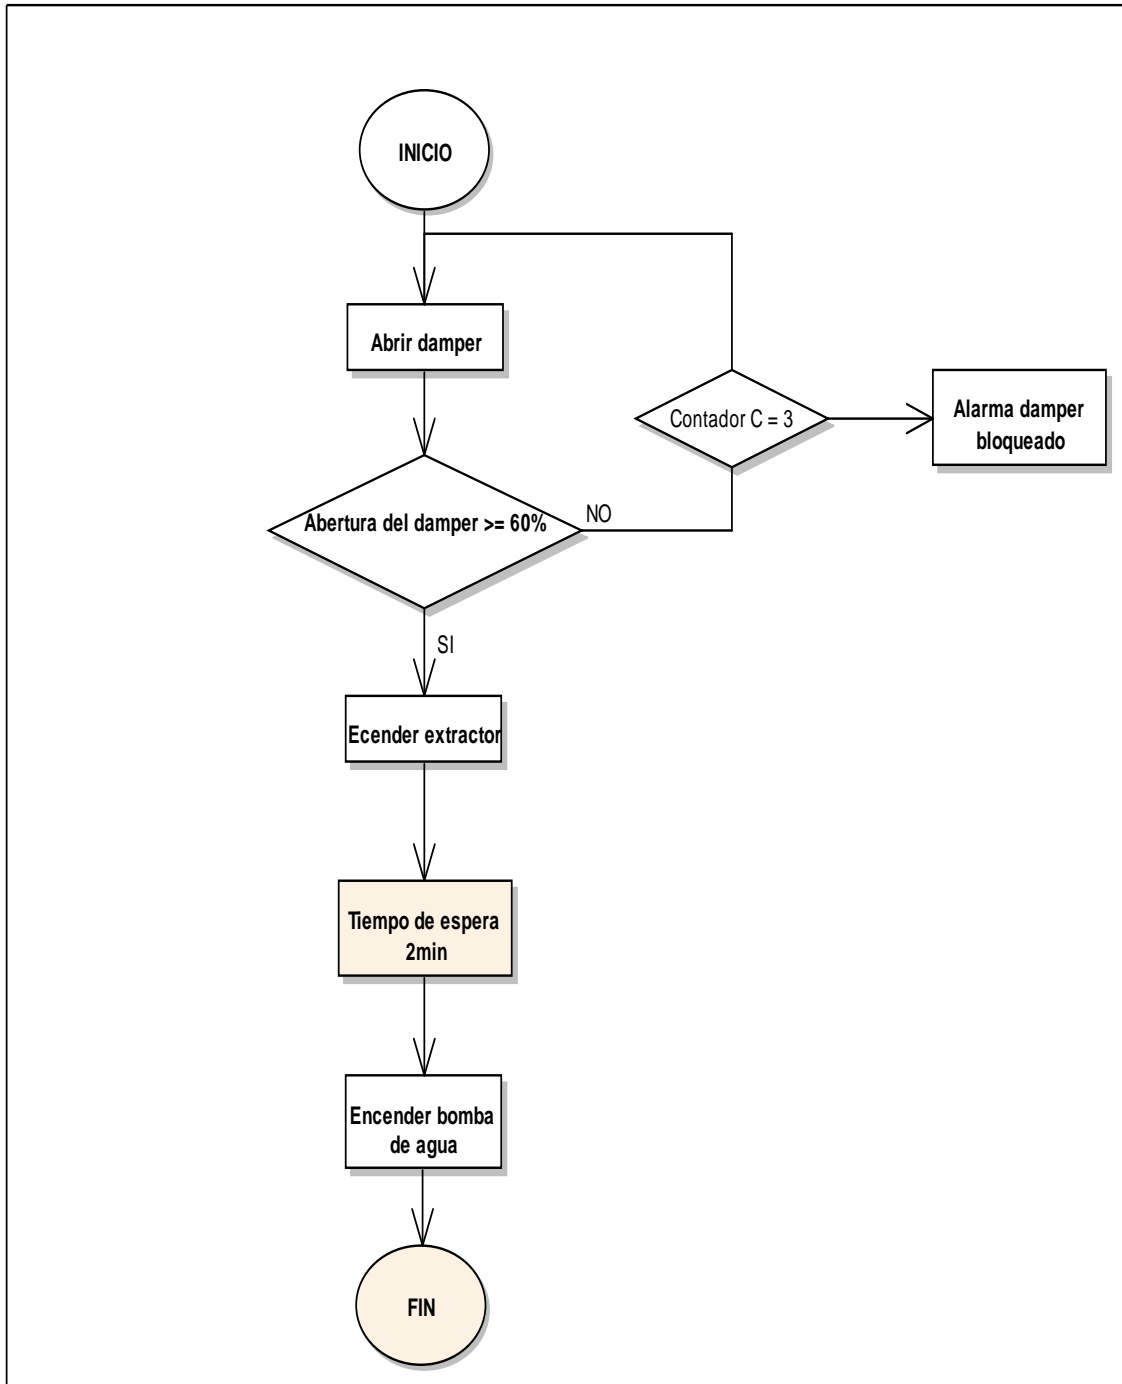 INICIO
Abrir damper
Contador C = 3
Alarma damper
bloqueado
Abertura del damper >= 60%
NO
SI
Ecender extractor
Tiempo de espera
2min
Encender bomba
de agua
FIN